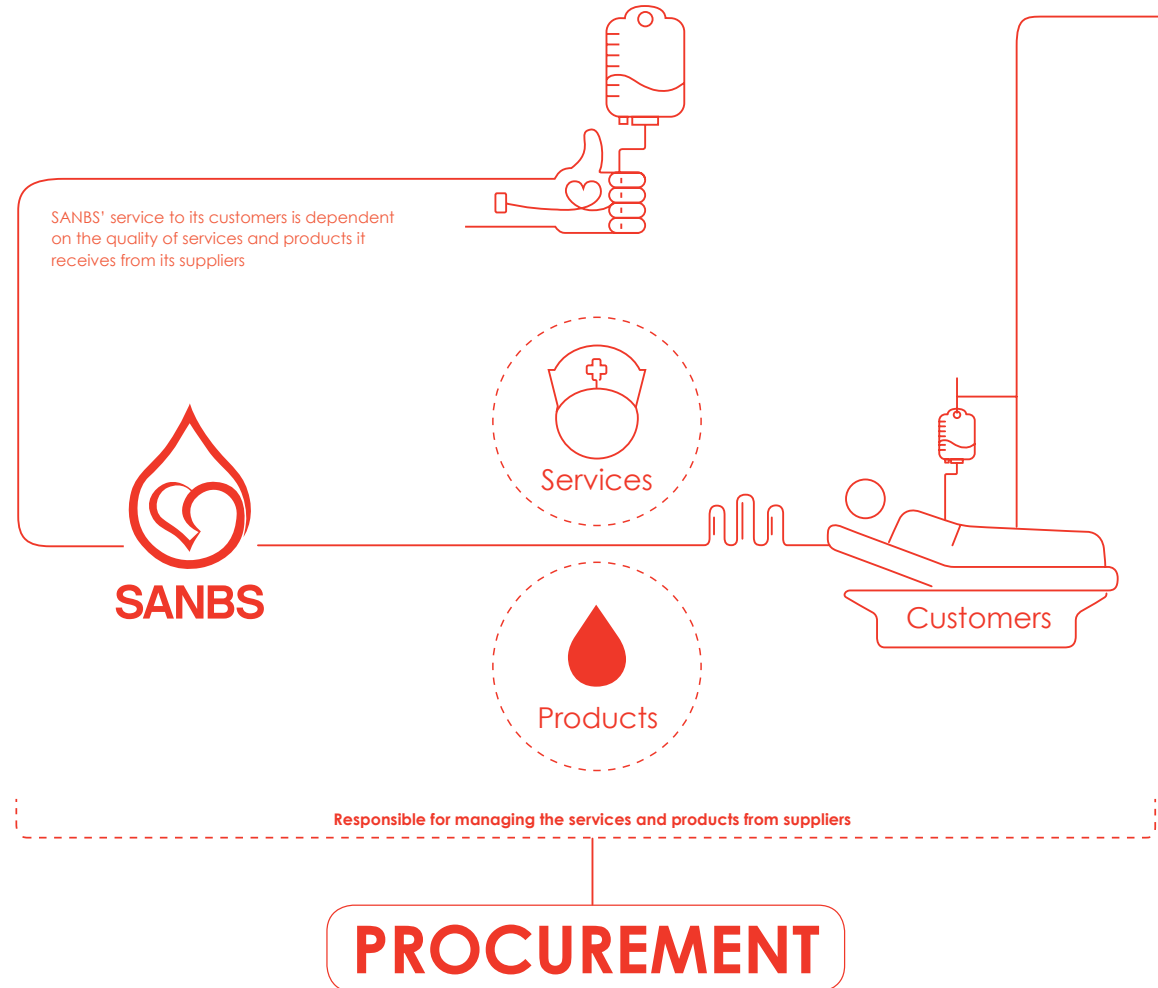 SANBS’ service to its customers is dependent
on the quality of services and products it
receives from its suppliers
Services
SANBS
Customers
Products
Responsible for managing the services and products from suppliers
PROCUREMENT